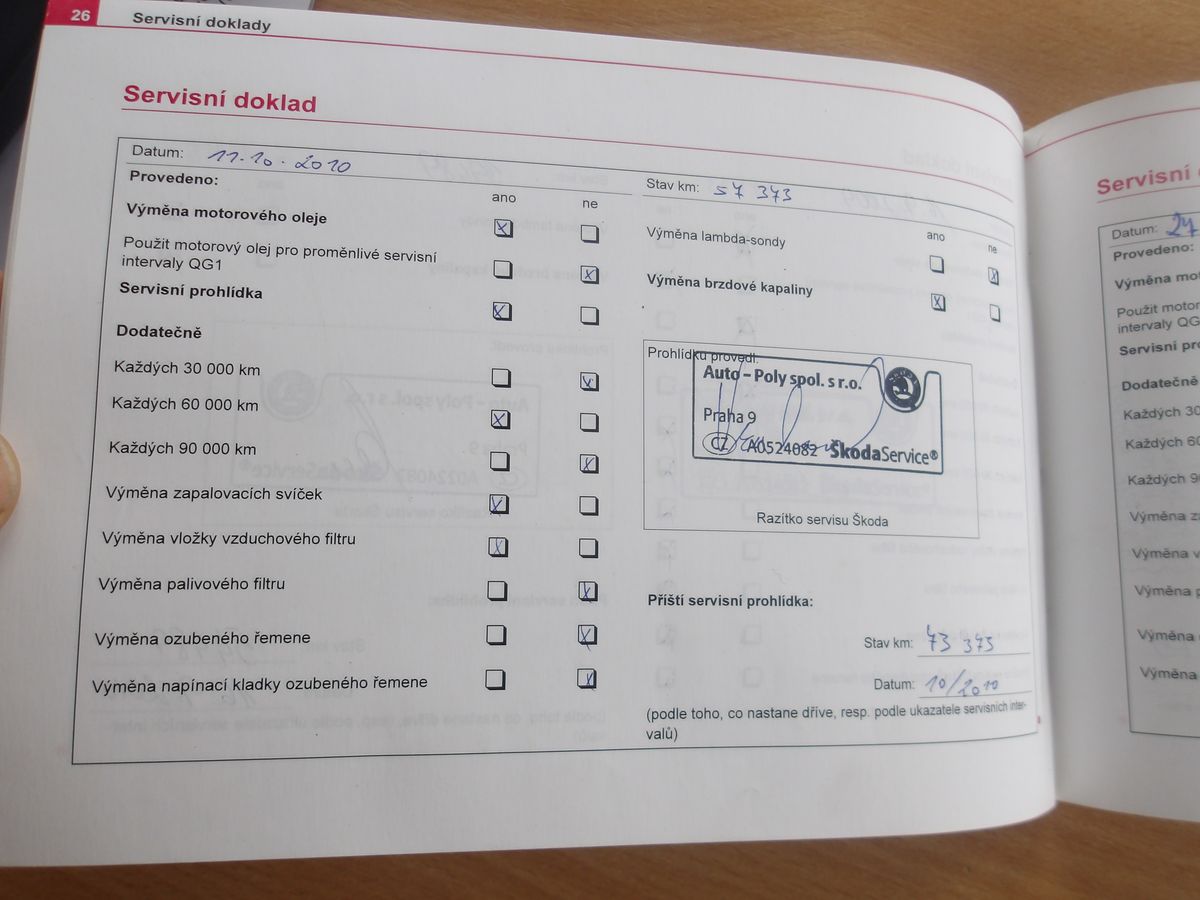 26
Servisní doklady
Servisní doklad
Datum: 11.10.2010
Stav km: 57 373
Provedeno:
ano
ne
Výměna motorového oleje
Použit motorový olej pro proměnlivé servisní
intervaly QG1
Servisní prohlídka
Dodatečně
Každých 30 000 km
Každých 60 000 km
Každých 90 000 km
Výměna zapalovacích svíček
Výměna vložky vzduchového filtru
Výměna palivového filtru
Výměna ozubeného řemene
Výměna napínací kladky ozubeného řemene
ano
ne
Výměna lambda-sondy
Výměna brzdové kapaliny
Prohlídku provedl:
Auto – Poly spol. s r.o.
Praha 9
CZ A0524082 ŠkodaService®
Razítko servisu Škoda
Příští servisní prohlídka:
Stav km: 73 373
Datum: 10/2010
(podle toho, co nastane dříve, resp. podle ukazatele servisních inter-
valů)
Servisní
Datum: 27
Provedeno:
Výměna mot
Použit motor
intervaly QG
Servisní pro
Dodatečně
Každých 30
Každých 60
Každých 9
Výměna za
Výměna v
Výměna p
Výměna
Výměna